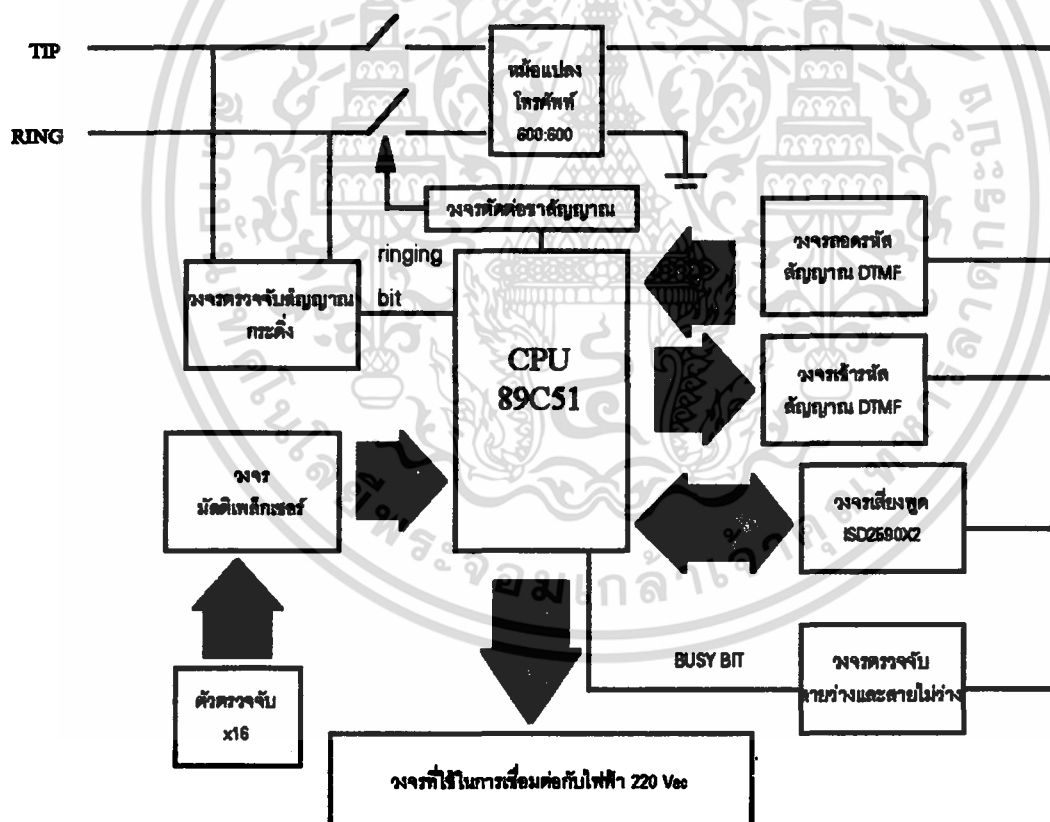 TIP
หม้อแปลง
โทรศัพท์
600:600
RING
วงจรตัดต่อราสัญญาณ
ringing
bit
วงจรตรวจจับสัญญาณ
กระดิ่ง
CPU
89C51
วงจรถอดรหัส
สัญญาณ DTMF
วงจรเข้ารหัส
สัญญาณ DTMF
วงจร
มัลติเพล็กเซอร์
วงจรเสียงพูด
ISD2590X2
ตัวตรวจจับ
x16
BUSY BIT
วงจรตรวจจับ
สายว่างและสายไม่ว่าง
วงจรที่ใช้ในการเชื่อมต่อกับไฟฟ้า 220 Vac